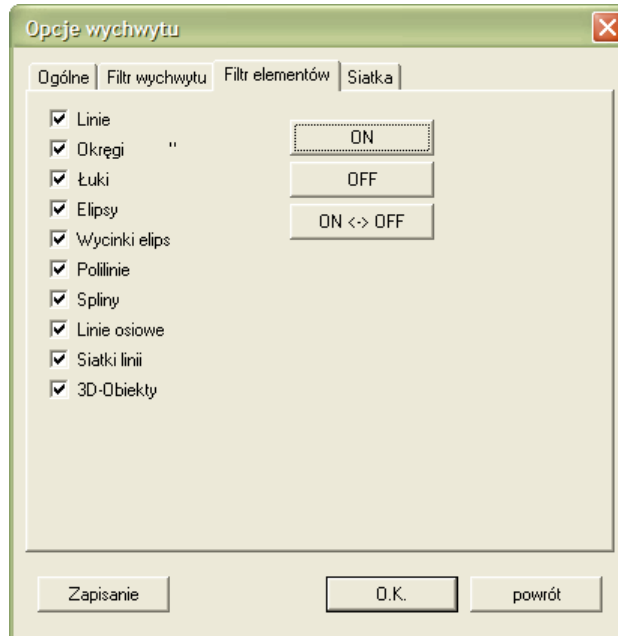 Opcje wychwytu
Ogólne Filtr wychwytu Filtr elementów Siatka
Linie
Okręgi "
Łuki
Elipsy
Wycinki elips
Polilinie
Spliny
Linie osiowe
Siatki linii
3D-Obiekty
ON
OFF
ON <-> OFF
Zapisanie O.K. powrót